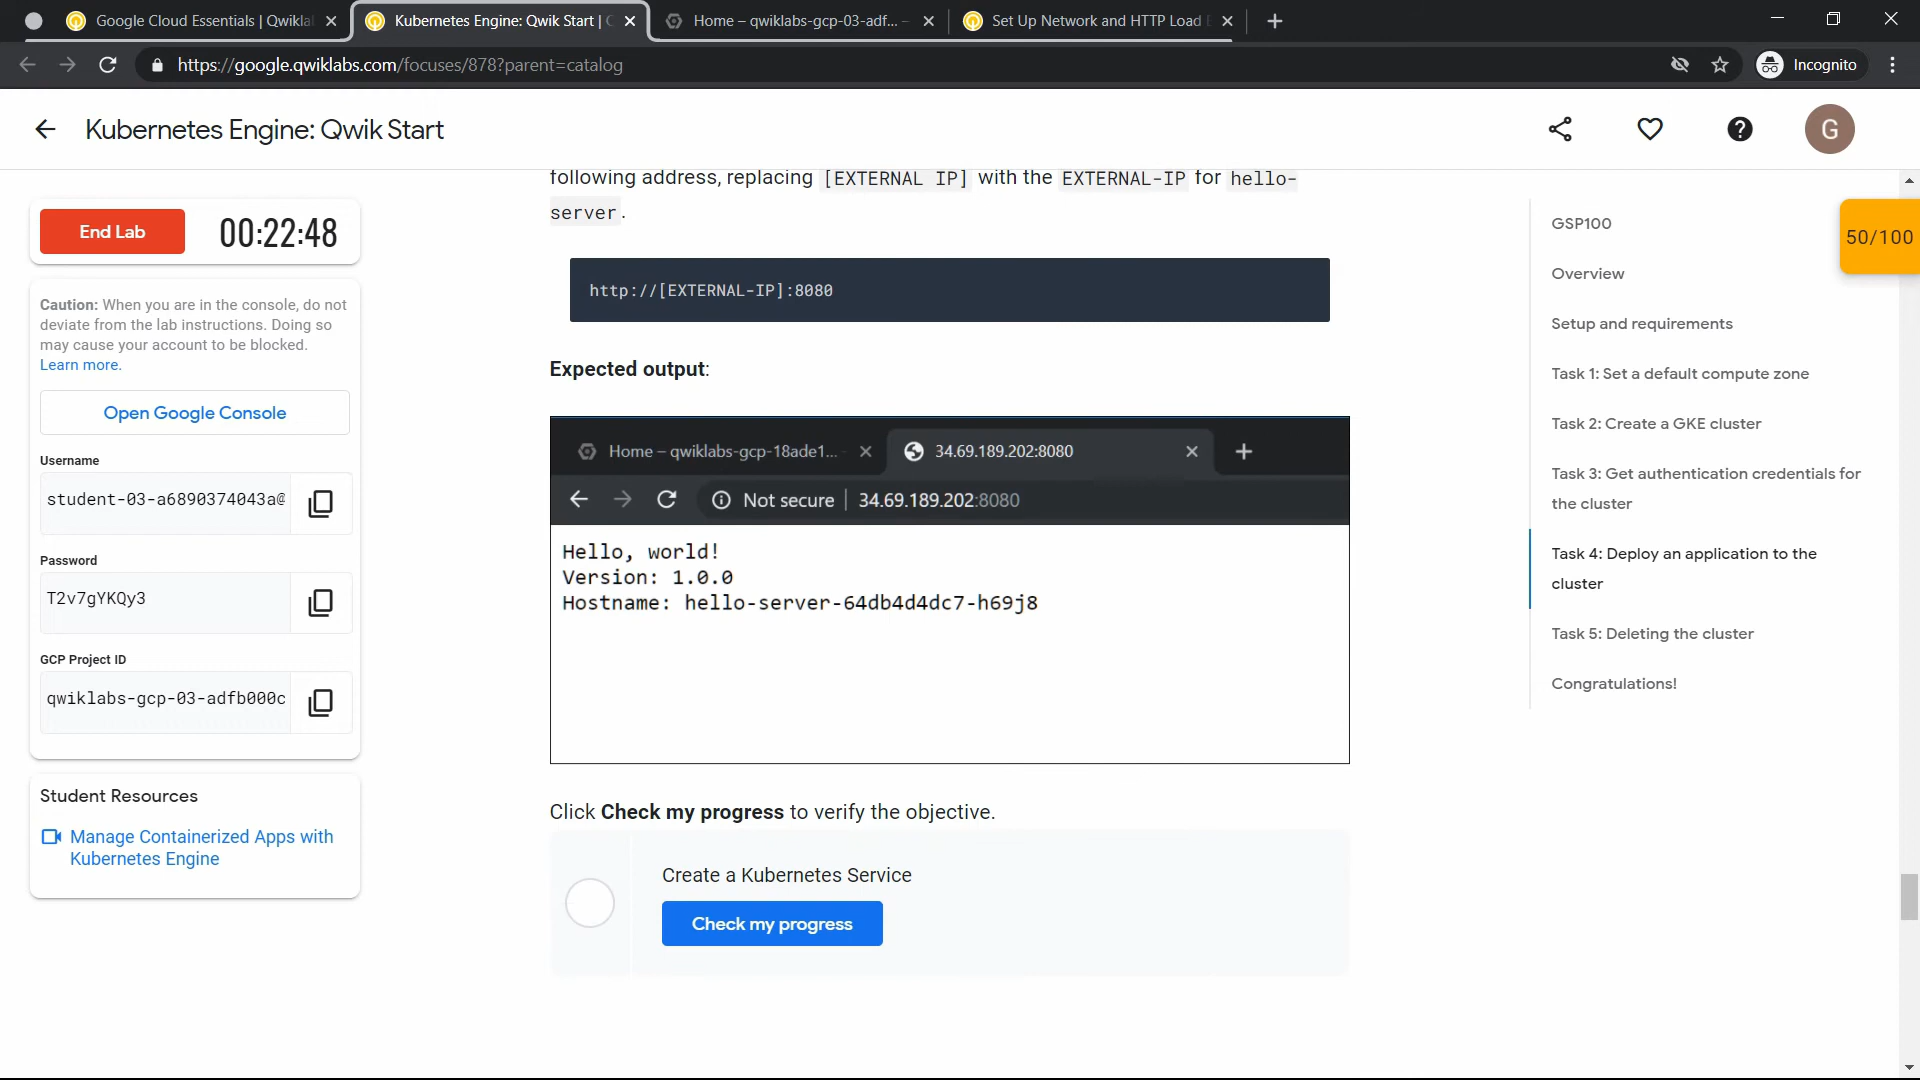 Google Cloud Essentials | Qwikla
Kubernetes Engine: Qwik Start |
Home – qwiklabs-gcp-03-adf... –
Set Up Network and HTTP Load
https://google.qwiklabs.com/focuses/878?parent=catalog
Incognito
Kubernetes Engine: Qwik Start
G
End Lab
00:22:48
Caution: When you are in the console, do not
deviate from the lab instructions. Doing so
may cause your account to be blocked.
Learn more.
Open Google Console
Username
student-03-a6890374043a@
Password
T2v7gYKQy3
GCP Project ID
qwiklabs-gcp-03-adfb000c
Student Resources
Manage Containerized Apps with
Kubernetes Engine
following address, replacing [EXTERNAL IP] with the EXTERNAL-IP for hello-
server.
http://[EXTERNAL-IP]:8080
Expected output:
Home – qwiklabs-gcp-18ade1...
34.69.189.202:8080
Not secure
34.69.189.202:8080
Hello, world!
Version: 1.0.0
Hostname: hello-server-64db4d4dc7-h69j8
Click Check my progress to verify the objective.
Create a Kubernetes Service
Check my progress
GSP100
Overview
Setup and requirements
Task 1: Set a default compute zone
Task 2: Create a GKE cluster
Task 3: Get authentication credentials for
the cluster
Task 4: Deploy an application to the
cluster
Task 5: Deleting the cluster
Congratulations!
50/100